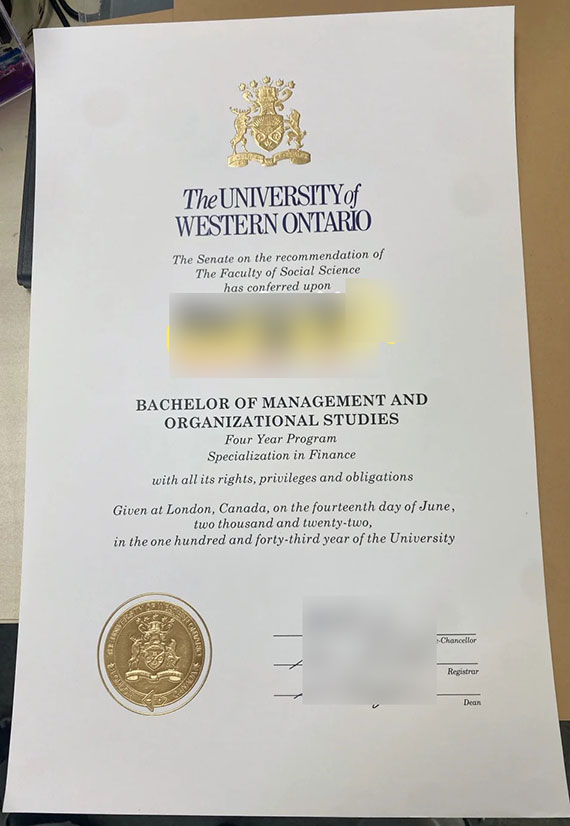 The UNIVERSITY of
WESTERN ONTARIO
The Senate on the recommendation of
The Faculty of Social Science
has conferred upon
BACHELOR OF MANAGEMENT AND
ORGANIZATIONAL STUDIES
Four Year Program
Specialization in Finance
with all its rights, privileges and obligations
Given at London, Canada, on the fourteenth day of June,
two thousand and twenty-two,
in the one hundred and forty-third year of the University
-Chancellor
Registrar
Dean